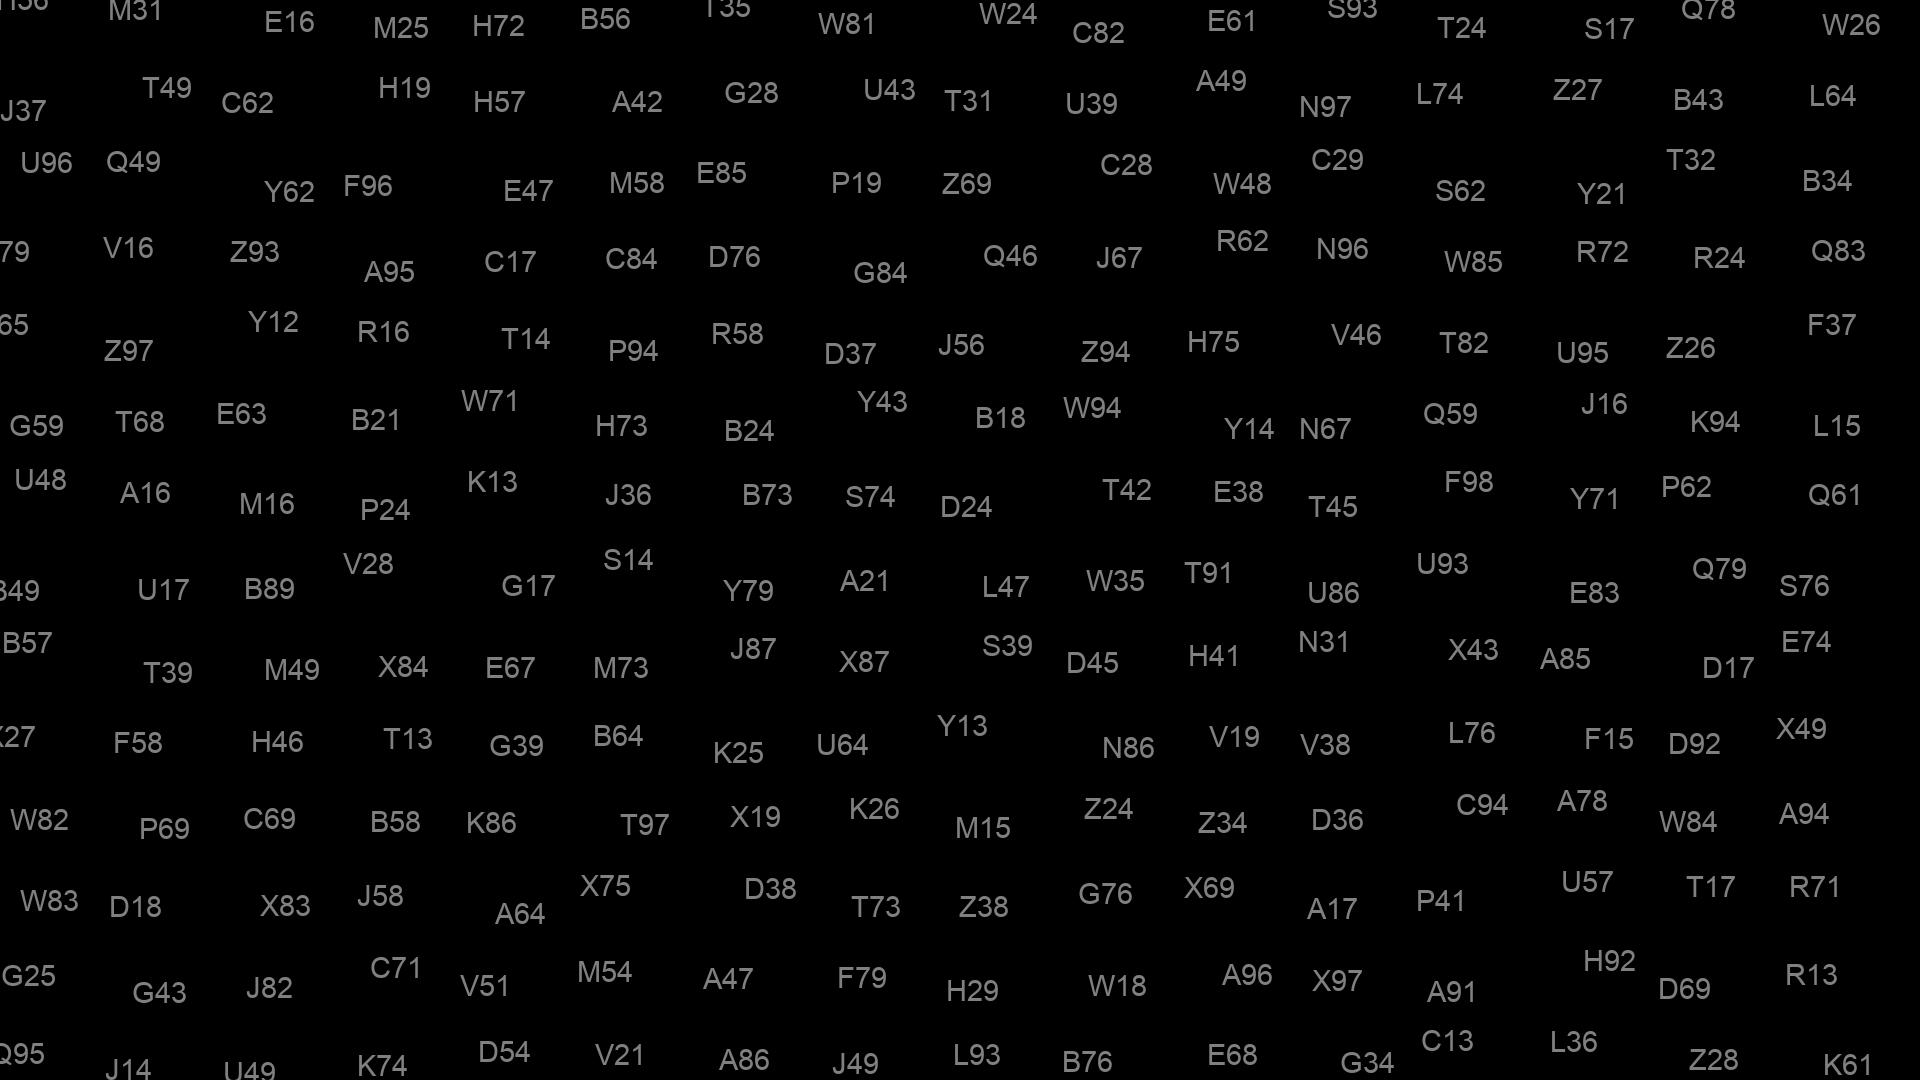 M31 E16 M25 H72 B56 T35 W81 W24 C82 E61 S93 T24 S17 Q78 W26
J37 T49 C62 H19 H57 A42 G28 U43 T31 U39 A49 N97 L74 Z27 B43 L64
U96 Q49 Y62 F96 E47 M58 E85 P19 Z69 C28 W48 C29 S62 Y21 T32 B34
79 V16 Z93 A95 C17 C84 D76 G84 Q46 J67 R62 N96 W85 R72 R24 Q83
65 Z97 Y12 R16 T14 P94 R58 D37 J56 Z94 H75 V46 T82 U95 Z26 F37
G59 T68 E63 B21 W71 H73 B24 Y43 B18 W94 Y14 N67 Q59 J16 K94 L15
U48 A16 M16 P24 K13 J36 B73 S74 D24 T42 E38 T45 F98 Y71 P62 Q61
B49 U17 B89 V28 G17 S14 Y79 A21 L47 W35 T91 U86 U93 E83 Q79 S76
B57 T39 M49 X84 E67 M73 J87 X87 S39 D45 H41 N31 X43 A85 D17 E74
27 F58 H46 T13 G39 B64 K25 U64 Y13 N86 V19 V38 L76 F15 D92 X49
W82 P69 C69 B58 K86 T97 X19 K26 M15 Z24 Z34 D36 C94 A78 W84 A94
W83 D18 X83 J58 A64 X75 D38 T73 Z38 G76 X69 A17 P41 U57 T17 R71
G25 G43 J82 C71 V51 M54 A47 F79 H29 W18 A96 X97 A91 H92 D69 R13
Q95 J14 U49 K74 D54 V21 A86 J49 L93 B76 E68 G34 C13 L36 Z28 K61